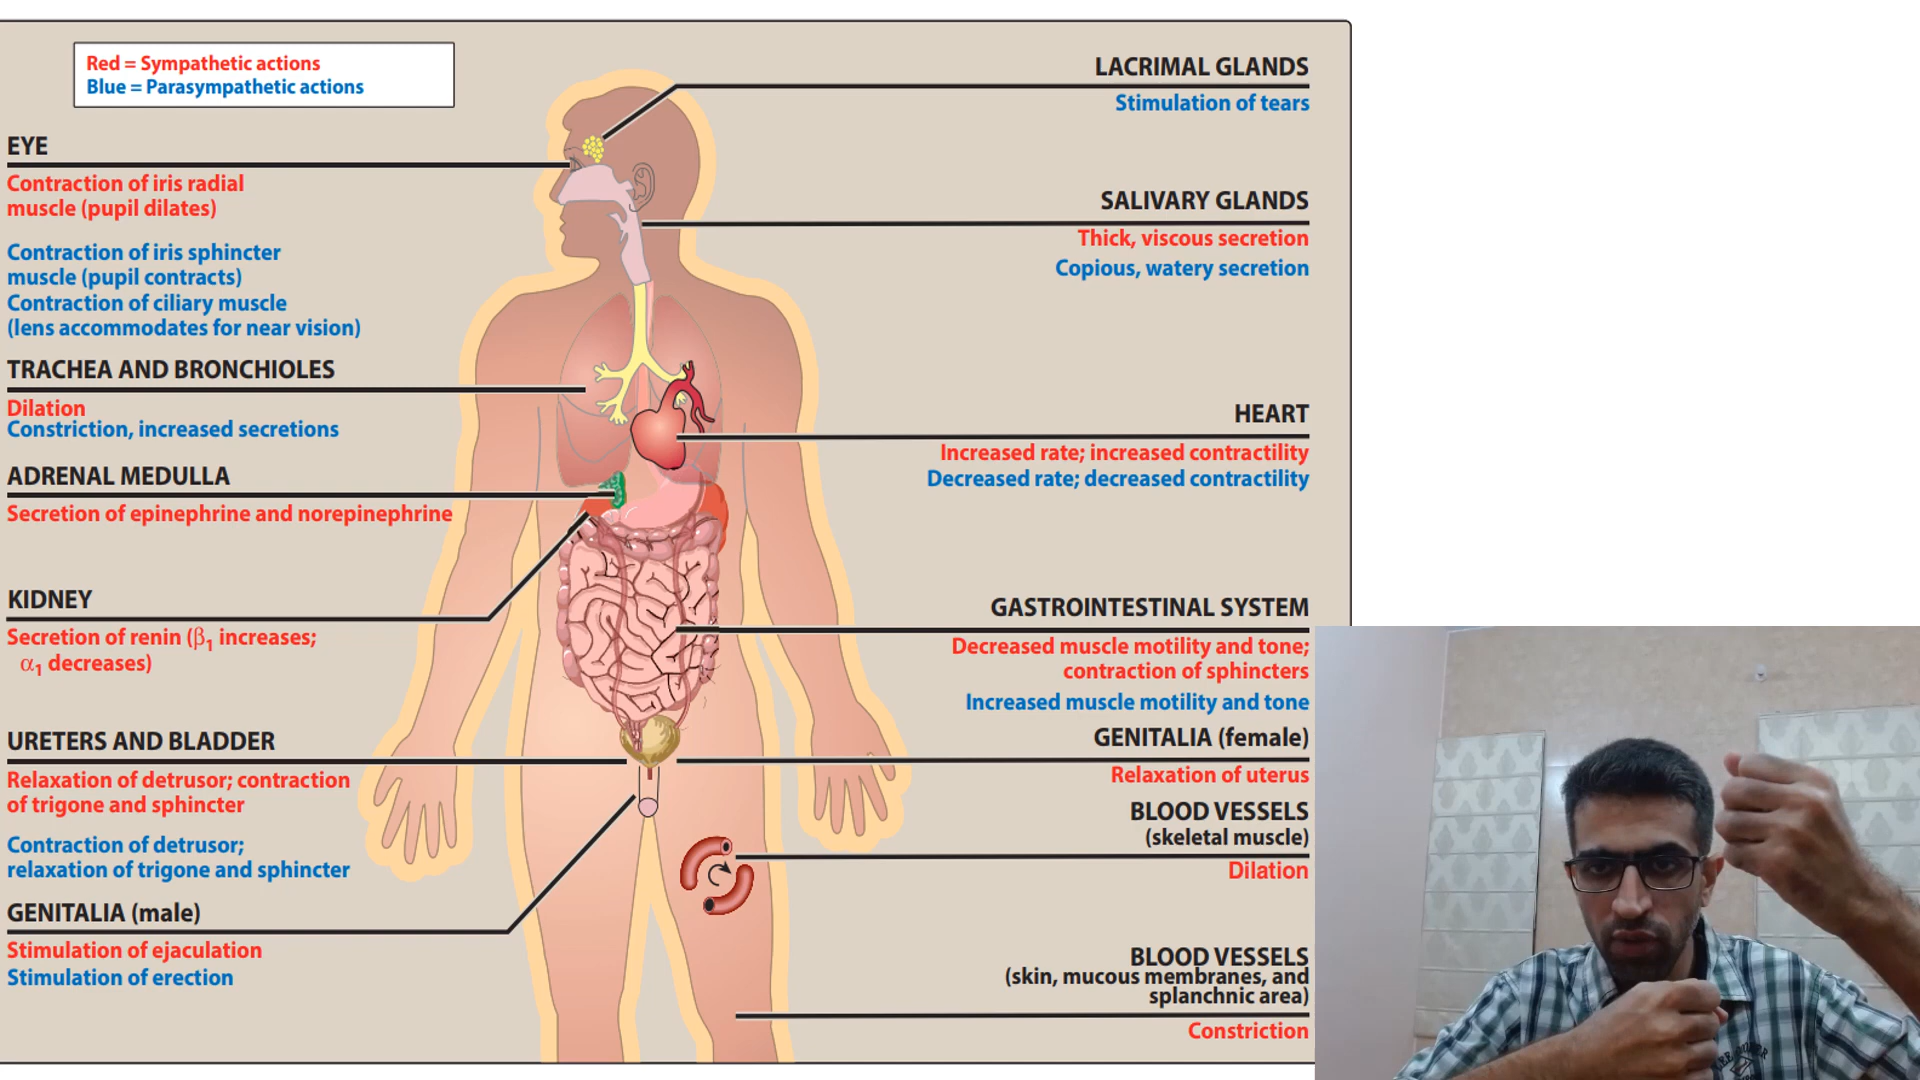 Red = Sympathetic actions
Blue = Parasympathetic actions
EYE
Contraction of iris radial
muscle (pupil dilates)
Contraction of iris sphincter
muscle (pupil contracts)
Contraction of ciliary muscle
(lens accommodates for near vision)
TRACHEA AND BRONCHIOLES
Dilation
Constriction, increased secretions
ADRENAL MEDULLA
Secretion of epinephrine and norepinephrine
KIDNEY
Secretion of renin (β₁ increases;
α₁ decreases)
URETERS AND BLADDER
Relaxation of detrusor; contraction
of trigone and sphincter
Contraction of detrusor;
relaxation of trigone and sphincter
GENITALIA (male)
Stimulation of ejaculation
Stimulation of erection
LACRIMAL GLANDS
Stimulation of tears
SALIVARY GLANDS
Thick, viscous secretion
Copious, watery secretion
HEART
Increased rate; increased contractility
Decreased rate; decreased contractility
GASTROINTESTINAL SYSTEM
Decreased muscle motility and tone;
contraction of sphincters
Increased muscle motility and tone
GENITALIA (female)
Relaxation of uterus
BLOOD VESSELS
(skeletal muscle)
Dilation
BLOOD VESSELS
(skin, mucous membranes, and
splanchnic area)
Constriction